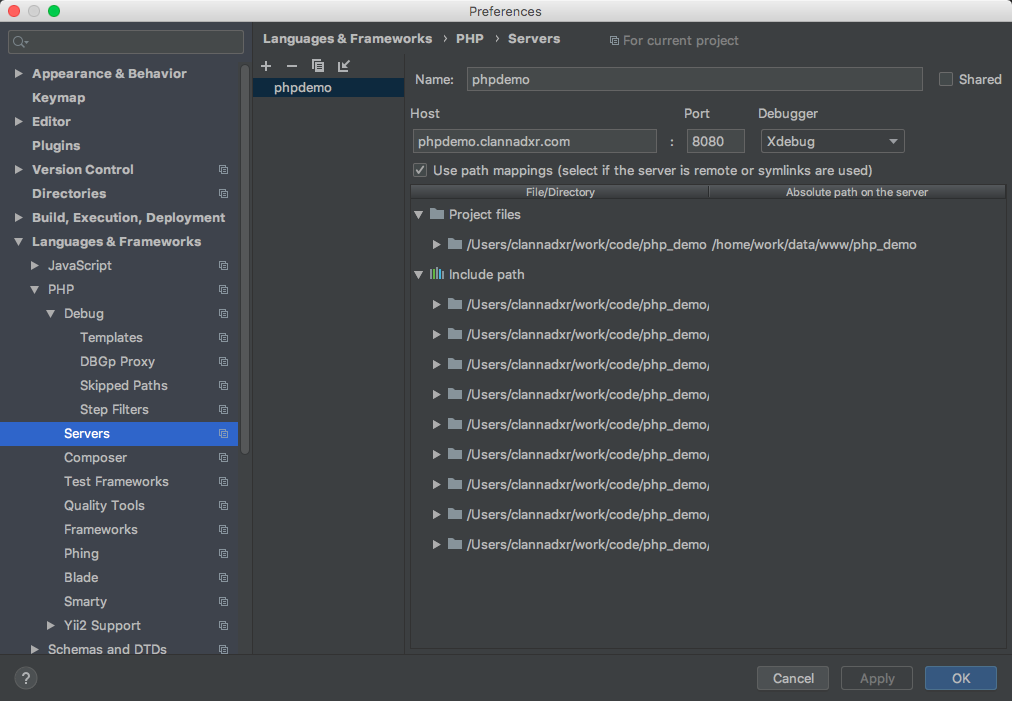 Preferences
Languages & Frameworks › PHP › Servers
For current project
Appearance & Behavior
Keymap
Editor
Plugins
Version Control
Directories
Build, Execution, Deployment
Languages & Frameworks
JavaScript
PHP
Debug
Templates
DBGp Proxy
Skipped Paths
Step Filters
Servers
Composer
Test Frameworks
Quality Tools
Frameworks
Phing
Blade
Smarty
Yii2 Support
Schemas and DTDs
phpdemo
Name: phpdemo
Shared
Host Port Debugger
phpdemo.clannadxr.com : 8080 Xdebug
Use path mappings (select if the server is remote or symlinks are used)
File/Directory Absolute path on the server
Project files
/Users/clannadxr/work/code/php_demo /home/work/data/www/php_demo
Include path
/Users/clannadxr/work/code/php_demo/
/Users/clannadxr/work/code/php_demo/
/Users/clannadxr/work/code/php_demo/
/Users/clannadxr/work/code/php_demo/
/Users/clannadxr/work/code/php_demo/
/Users/clannadxr/work/code/php_demo/
/Users/clannadxr/work/code/php_demo/
/Users/clannadxr/work/code/php_demo/
/Users/clannadxr/work/code/php_demo/
?
Cancel Apply OK